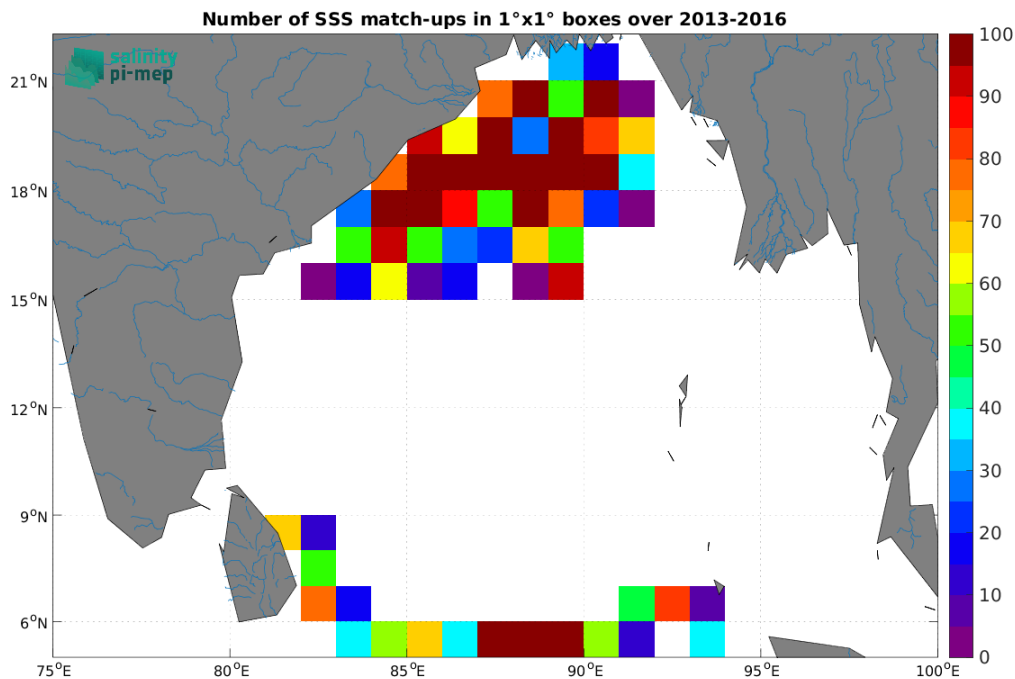 Number of SSS match-ups in 1°x1° boxes over 2013-2016
salinity
pi-mep
21°N
18°N
15°N
12°N
9°N
6°N
75°E 80°E 85°E 90°E 95°E 100°E
100
90
80
70
60
50
40
30
20
10
0